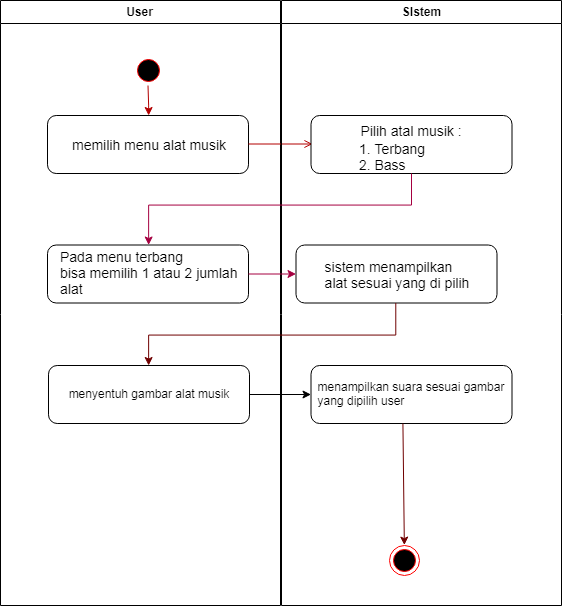 User
SIstem
memilih menu alat musik
Pilih atal musik :
1. Terbang
2. Bass
Pada menu terbang
bisa memilih 1 atau 2 jumlah
alat
sistem menampilkan
alat sesuai yang di pilih
menyentuh gambar alat musik
menampilkan suara sesuai gambar
yang dipilih user